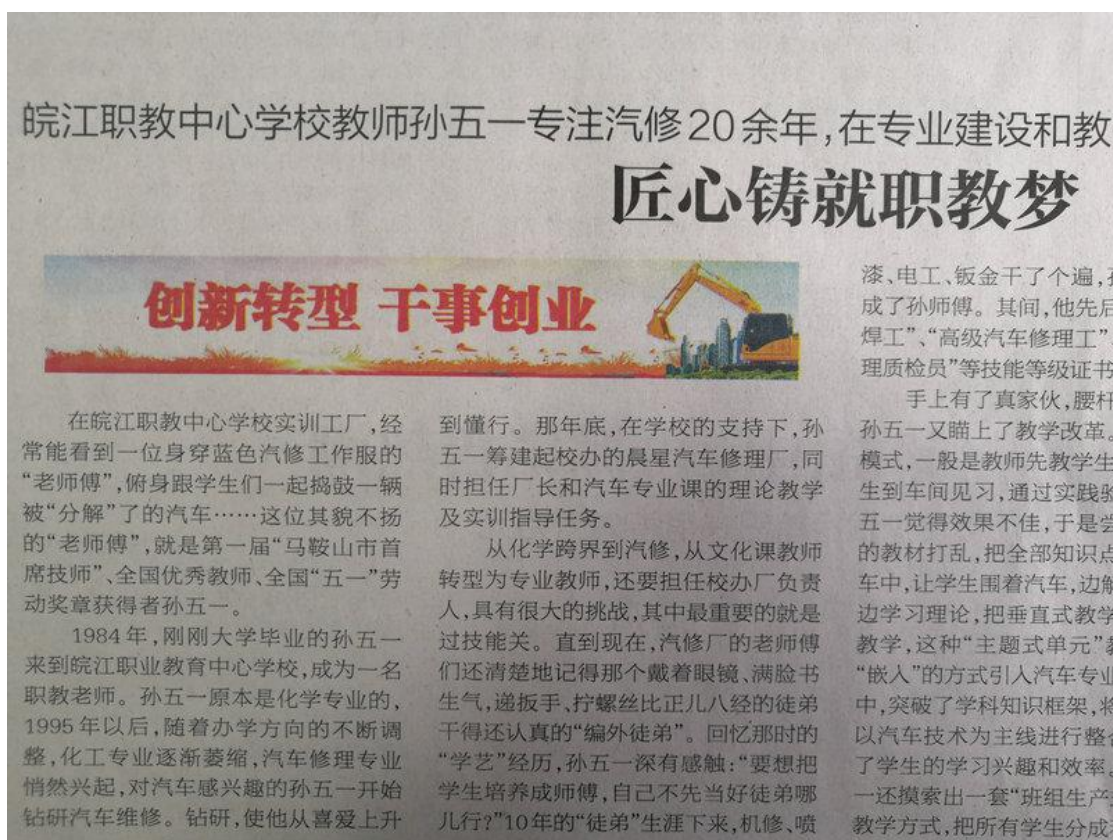 皖江职教中心学校教师孙五一专注汽修20余年,在专业建设和教
匠心铸就职教梦
创新转型 干事创业
在皖江职教中心学校实训工厂,经
常能看到一位身穿蓝色汽修工作服的
“老师傅”,俯身跟学生们一起捣鼓一辆
被“分解”了的汽车……这位其貌不扬
的“老师傅”,就是第一届“马鞍山市首
席技师”、全国优秀教师、全国“五一”劳
动奖章获得者孙五一。
1984年,刚刚大学毕业的孙五一
来到皖江职业教育中心学校,成为一名
职教老师。孙五一原本是化学专业的,
1995年以后,随着办学方向的不断调
整,化工专业逐渐萎缩,汽车修理专业
悄然兴起,对汽车感兴趣的孙五一开始
钻研汽车维修。钻研,使他从喜爱上升
到懂行。那年底,在学校的支持下,孙
五一筹建起校办的晨星汽车修理厂,同
时担任厂长和汽车专业课的理论教学
及实训指导任务。
从化学跨界到汽修,从文化课教师
转型为专业教师,还要担任校办厂负责
人,具有很大的挑战,其中最重要的就是
过技能关。直到现在,汽修厂的老师傅
们还清楚地记得那个戴着眼镜、满脸书
生气,递扳手、拧螺丝比正儿八经的徒弟
干得还认真的“编外徒弟”。回忆那时的
“学艺”经历,孙五一深有感触:“要想把
学生培养成师傅,自己不先当好徒弟哪
儿行?”10年的“徒弟”生涯下来,机修、喷
漆、电工、钣金干了个遍,
成了孙师傅。其间,他先后
焊工”、“高级汽车修理工”
理质检员”等技能等级证书
手上有了真家伙,腰杆
孙五一又瞄上了教学改革。
模式,一般是教师先教学生
生到车间见习,通过实践验
五一觉得效果不佳,于是尝
的教材打乱,把全部知识点
车中,让学生围着汽车,边解
边学习理论,把垂直式教学
教学,这种“主题式单元”教
“嵌入”的方式引入汽车专业
中,突破了学科知识框架,将
以汽车技术为主线进行整合
了学生的学习兴趣和效率。
一还摸索出一套“班组生产
教学方式,把所有学生分成